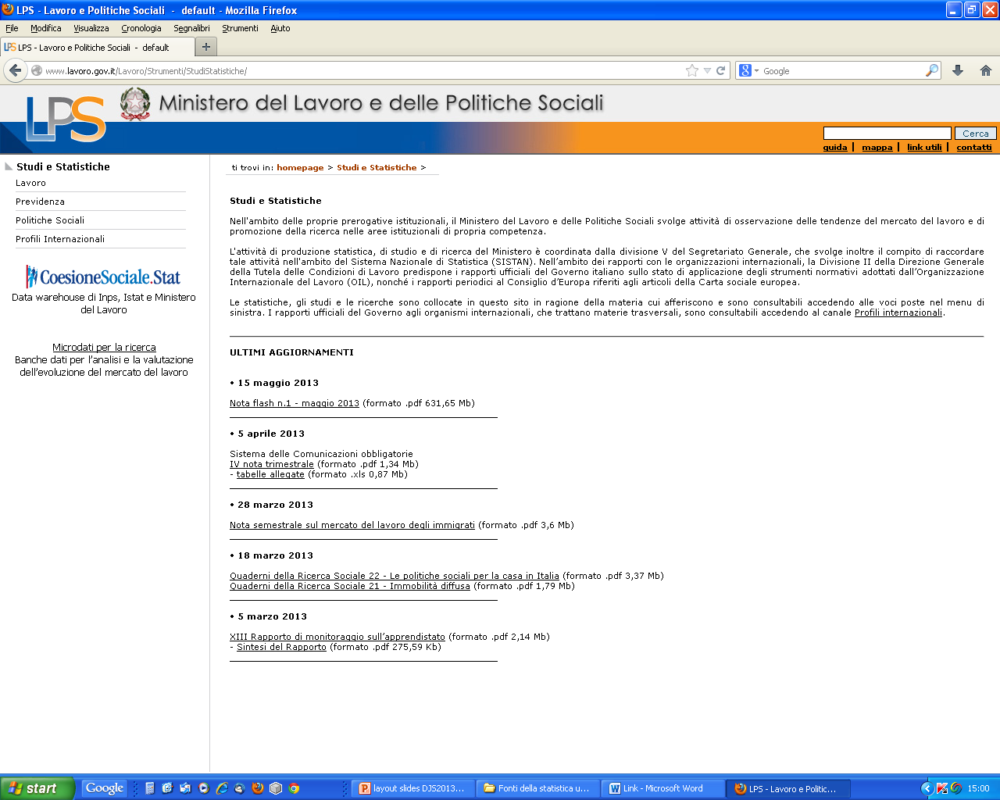 LPS - Lavoro e Politiche Sociali  -  default - Mozilla Firefox
File Modifica Visualizza Cronologia Segnalibri Strumenti Aiuto
LPS LPS - Lavoro e Politiche Sociali  -  default
www.lavoro.gov.it/Lavoro/Strumenti/StudiStatistiche/
8 Google
LPS
Ministero del Lavoro e delle Politiche Sociali
Cerca
guida | mappa | link utili | contatti
Studi e Statistiche
Lavoro
Previdenza
Politiche Sociali
Profili Internazionali
CoesioneSociale.Stat
Data warehouse di Inps, Istat e Ministero
del Lavoro
Microdati per la ricerca
Banche dati per l'analisi e la valutazione
dell'evoluzione del mercato del lavoro
ti trovi in: homepage > Studi e Statistiche >
Studi e Statistiche
Nell'ambito delle proprie prerogative istituzionali, il Ministero del Lavoro e delle Politiche Sociali svolge attività di osservazione delle tendenze del mercato del lavoro e di
promozione della ricerca nelle aree istituzionali di propria competenza.
L'attività di produzione statistica, di studio e di ricerca del Ministero è coordinata dalla divisione V del Segretariato Generale, che svolge inoltre il compito di raccordare
tale attività nell'ambito del Sistema Nazionale di Statistica (SISTAN). Nell'ambito dei rapporti con le organizzazioni internazionali, la Divisione II della Direzione Generale
della Tutela delle Condizioni di Lavoro predispone i rapporti ufficiali del Governo italiano sullo stato di applicazione degli strumenti normativi adottati dall'Organizzazione
Internazionale del Lavoro (OIL), nonché i rapporti periodici al Consiglio d'Europa riferiti agli articoli della Carta sociale europea.
Le statistiche, gli studi e le ricerche sono collocate in questo sito in ragione della materia cui afferiscono e sono consultabili accedendo alle voci poste nel menu di
sinistra. I rapporti ufficiali del Governo agli organismi internazionali, che trattano materie trasversali, sono consultabili accedendo al canale Profili internazionali.
ULTIMI AGGIORNAMENTI
• 15 maggio 2013
Nota flash n.1 - maggio 2013 (formato .pdf 631,65 Mb)
• 5 aprile 2013
Sistema delle Comunicazioni obbligatorie
IV nota trimestrale (formato .pdf 1,34 Mb)
- tabelle allegate (formato .xls 0,87 Mb)
• 28 marzo 2013
Nota semestrale sul mercato del lavoro degli immigrati (formato .pdf 3,6 Mb)
• 18 marzo 2013
Quaderni della Ricerca Sociale 22 - Le politiche sociali per la casa in Italia (formato .pdf 3,37 Mb)
Quaderni della Ricerca Sociale 21 - Immobilità diffusa (formato .pdf 1,79 Mb)
• 5 marzo 2013
XIII Rapporto di monitoraggio sull'apprendistato (formato .pdf 2,14 Mb)
- Sintesi del Rapporto (formato .pdf 275,59 Kb)
start Google layout slides DJS2013... Fonti della statistica u... Link - Microsoft Word LPS - Lavoro e Politic... 15:00